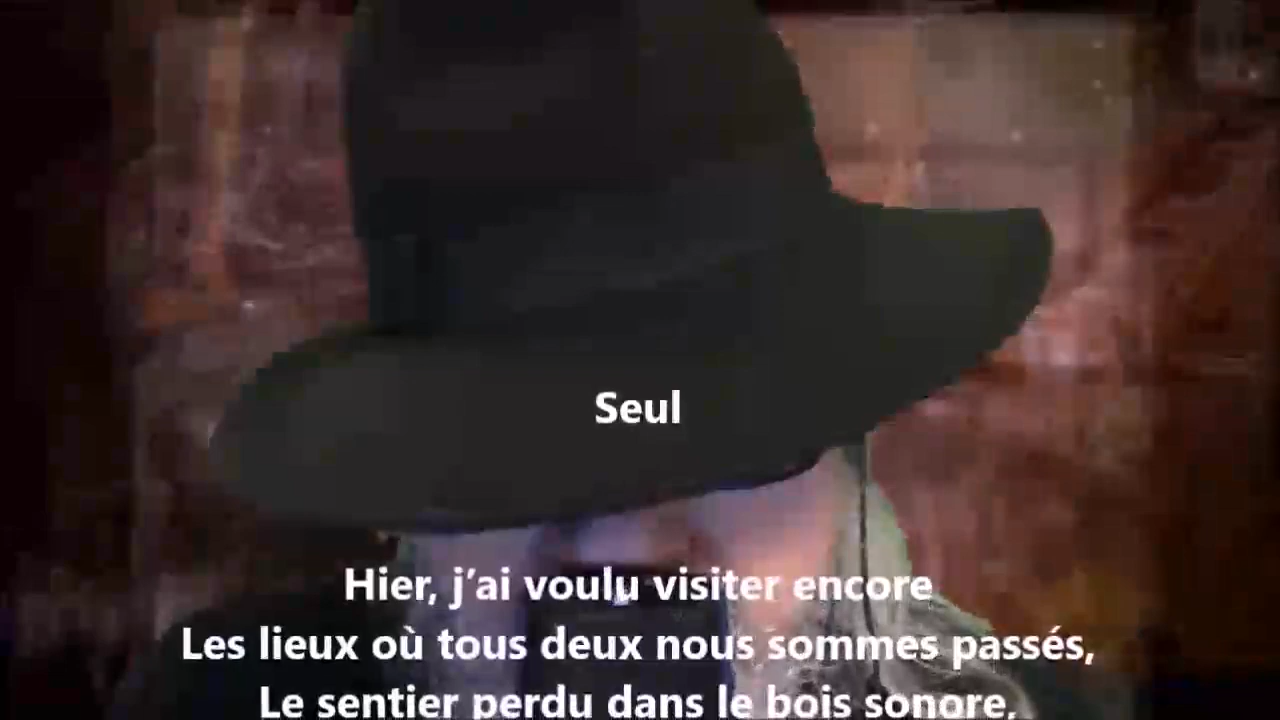 Seul
Hier, j’ai voulu visiter encore
Les lieux où tous deux nous sommes passés,
Le sentier perdu dans le bois sonore,